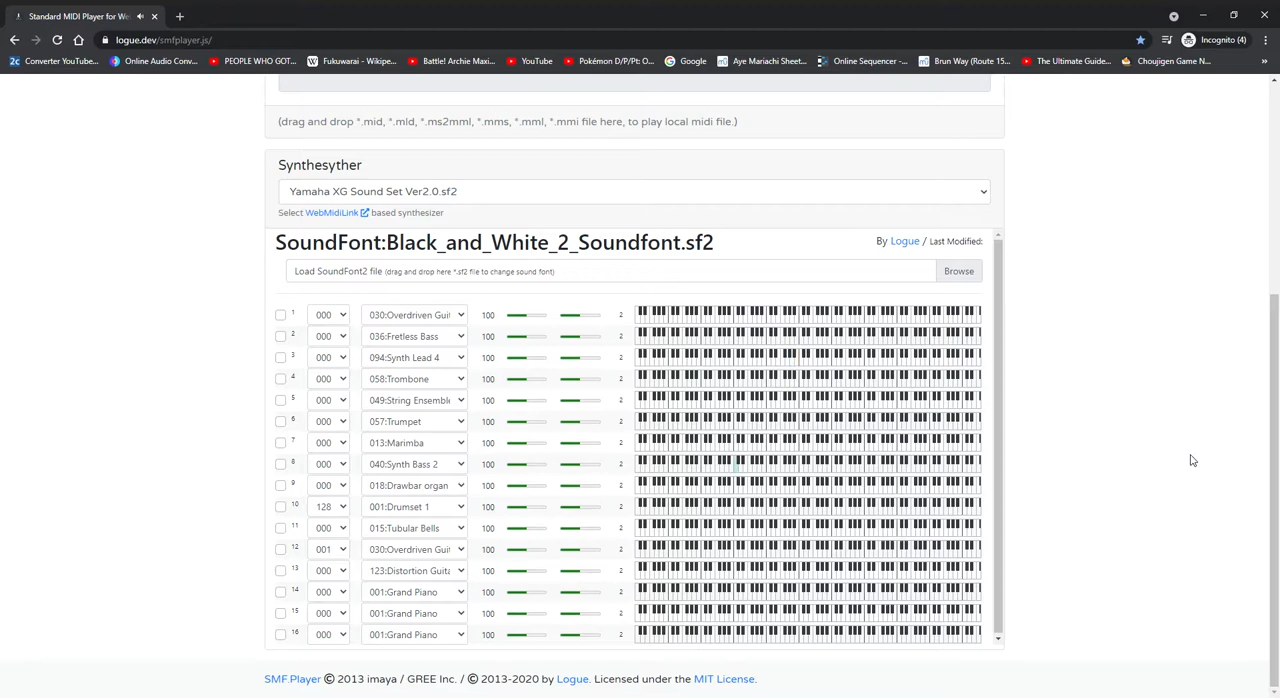 Standard MIDI Player for We
logue.dev/smfplayer.js/
Incognito (4)
Converter YouTube...
Online Audio Conv...
PEOPLE WHO GOT...
Fukuwarai - Wikipe...
Battle! Archie Maxi...
YouTube
Pokémon D/P/Pt: O...
Google
Aye Mariachi Sheet...
Online Sequencer -...
Brun Way (Route 15...
The Ultimate Guide...
Choujigen Game N...
(drag and drop *.mid, *.mld, *.ms2mml, *.mms, *.mml, *.mmi file here, to play local midi file.)
Synthesyther
Yamaha XG Sound Set Ver2.0.sf2
Select WebMidiLink based synthesizer
SoundFont:Black_and_White_2_Soundfont.sf2
By Logue / Last Modified:
Load SoundFont2 file (drag and drop here *.sf2 file to change sound font)
Browse
1 000 030:Overdriven Guit 100 2
2 000 036:Fretless Bass 100 2
3 000 094:Synth Lead 4 100 2
4 000 058:Trombone 100 2
5 000 049:String Ensemble 100 2
6 000 057:Trumpet 100 2
7 000 013:Marimba 100 2
8 000 040:Synth Bass 2 100 2
9 000 018:Drawbar organ 100 2
10 128 001:Drumset 1 100 2
11 000 015:Tubular Bells 100 2
12 001 030:Overdriven Guit 100 2
13 000 123:Distortion Guita 100 2
14 000 001:Grand Piano 100 2
15 000 001:Grand Piano 100 2
16 000 001:Grand Piano 100 2
SMF.Player © 2013 imaya / GREE Inc. / © 2013-2020 by Logue. Licensed under the MIT License.